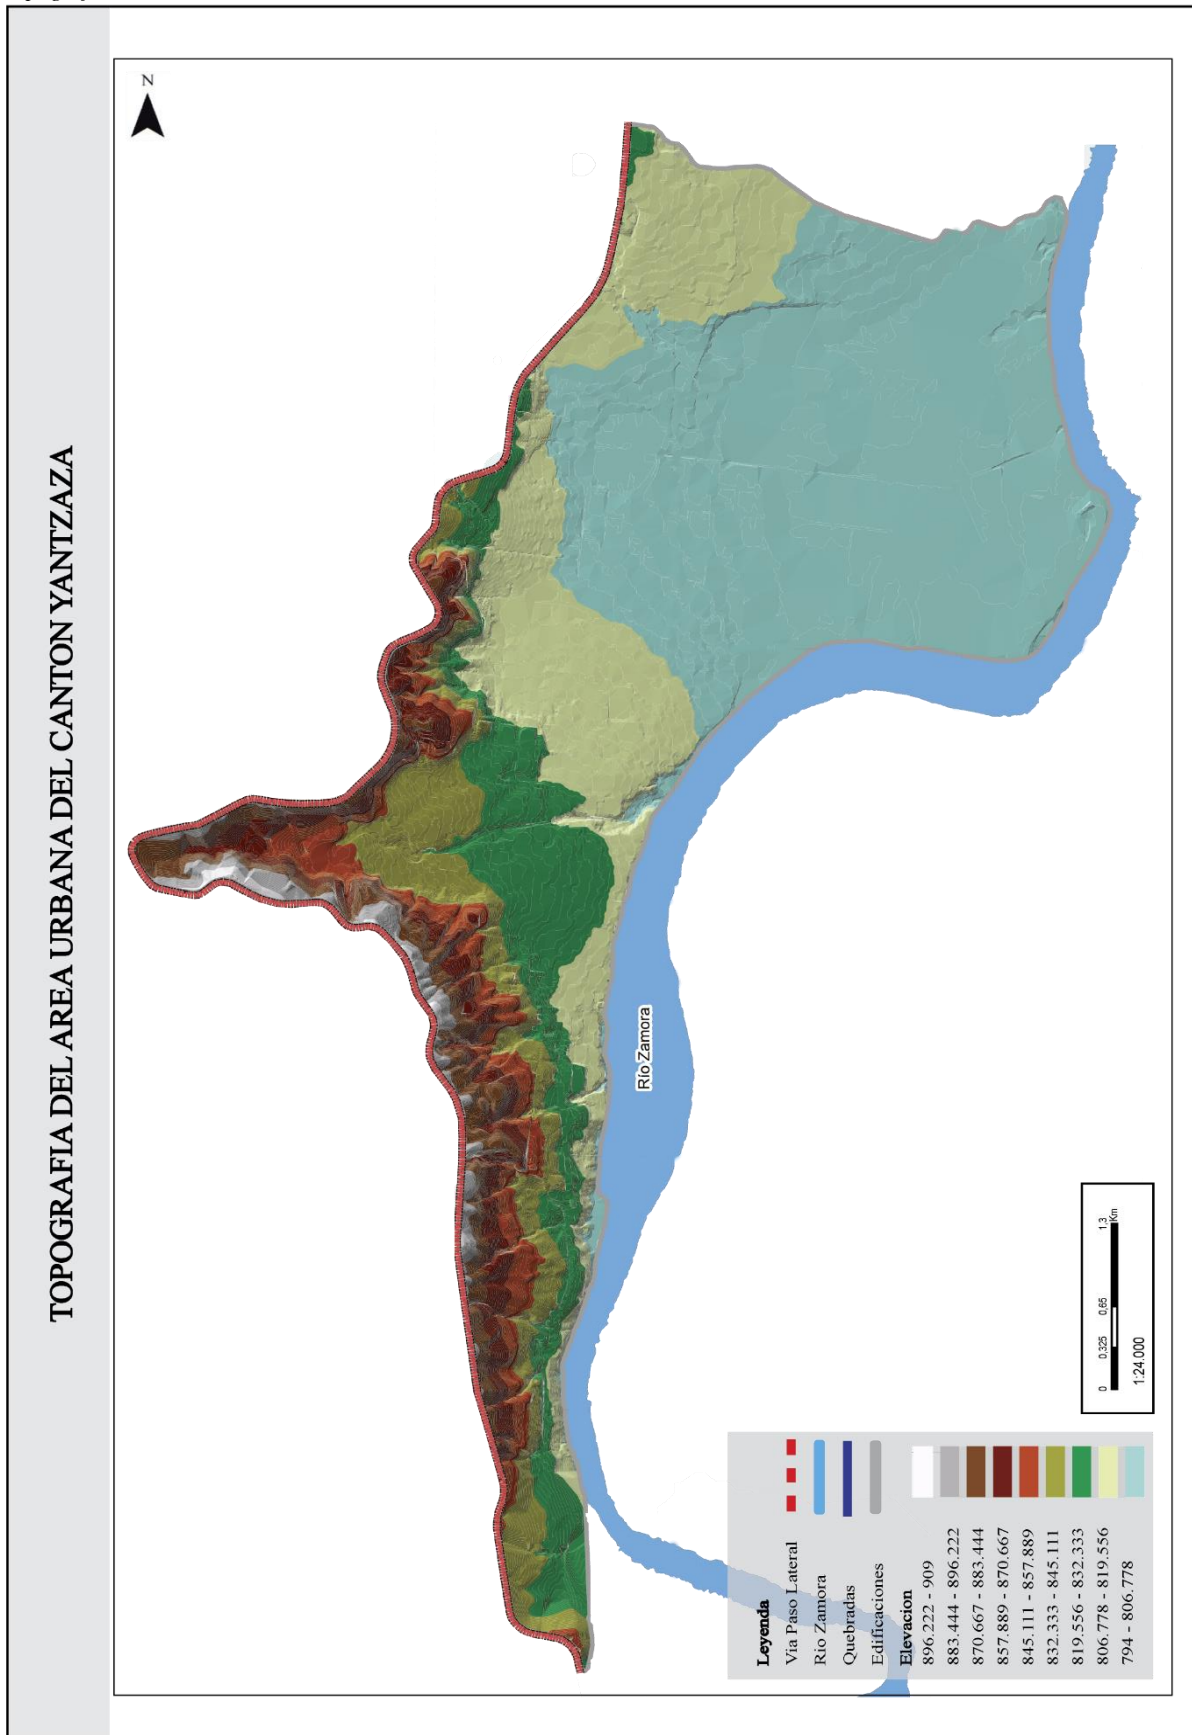 TOPOGRAFIA DEL AREA URBANA DEL CANTON YANTZAZA
N
Río Zamora
0 0,325 0,65 1,3
Km
1:24.000
Leyenda
Via Paso Lateral
Rio Zamora
Quebradas
Edificaciones
Elevacion
896.222 - 909
883.444 - 896.222
870.667 - 883.444
857.889 - 870.667
845.111 - 857.889
832.333 - 845.111
819.556 - 832.333
806.778 - 819.556
794 - 806.778